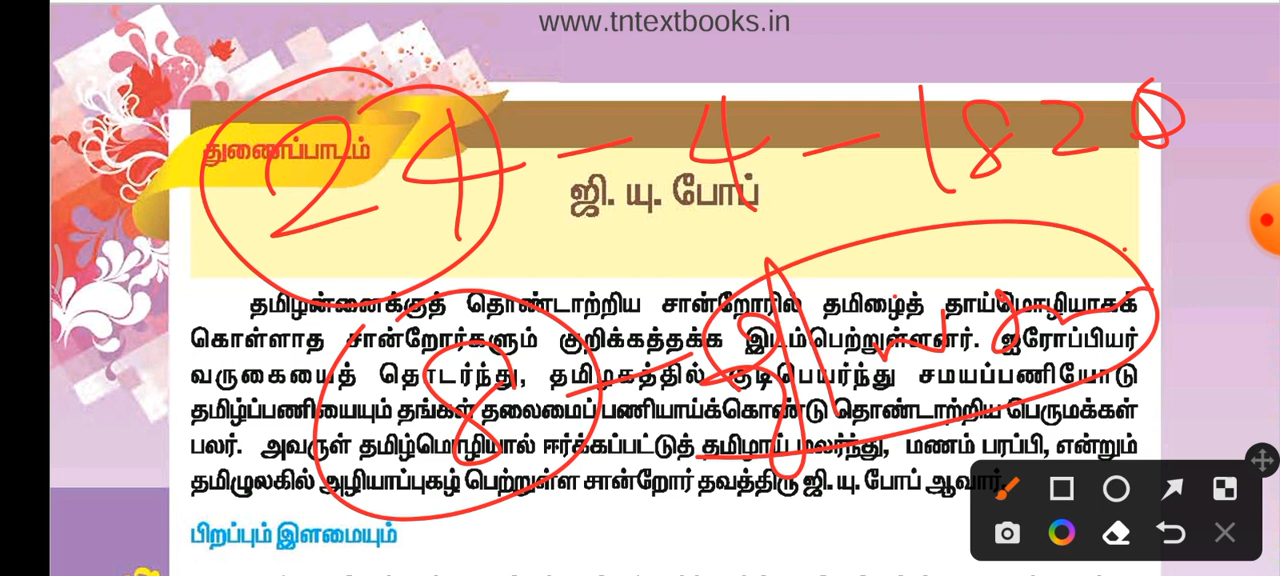 www.tntextbooks.in
துணைப்பாடம்
24 - 4 - 1820
ஜி. யு. போப்
தமிழன்னைக்குத் தொண்டாற்றிய சான்றோரில் தமிழைத் தாய்மொழியாகக்
கொள்ளாத சான்றோர்களும் குறிக்கத்தக்க இடம்பெற்றுள்ளனர். ஐரோப்பியர்
வருகையைத் தொடர்ந்து, தமிழகத்தில் குடிபெயர்ந்து சமயப்பணியோடு
தமிழ்ப்பணியையும் தங்கள் தலைமைப் பணியாய்க்கொண்டு தொண்டாற்றிய பெருமக்கள்
பலர். அவருள் தமிழ்மொழியால் ஈர்க்கப்பட்டுத் தமிழாய் மலர்ந்து, மணம் பரப்பி, என்றும்
தமிழுலகில் அழியாப்புகழ் பெற்றுள்ள சான்றோர் தவத்திரு ஜி. யு. போப் ஆவார்.
8 -
பிறப்பும் இளமையும்